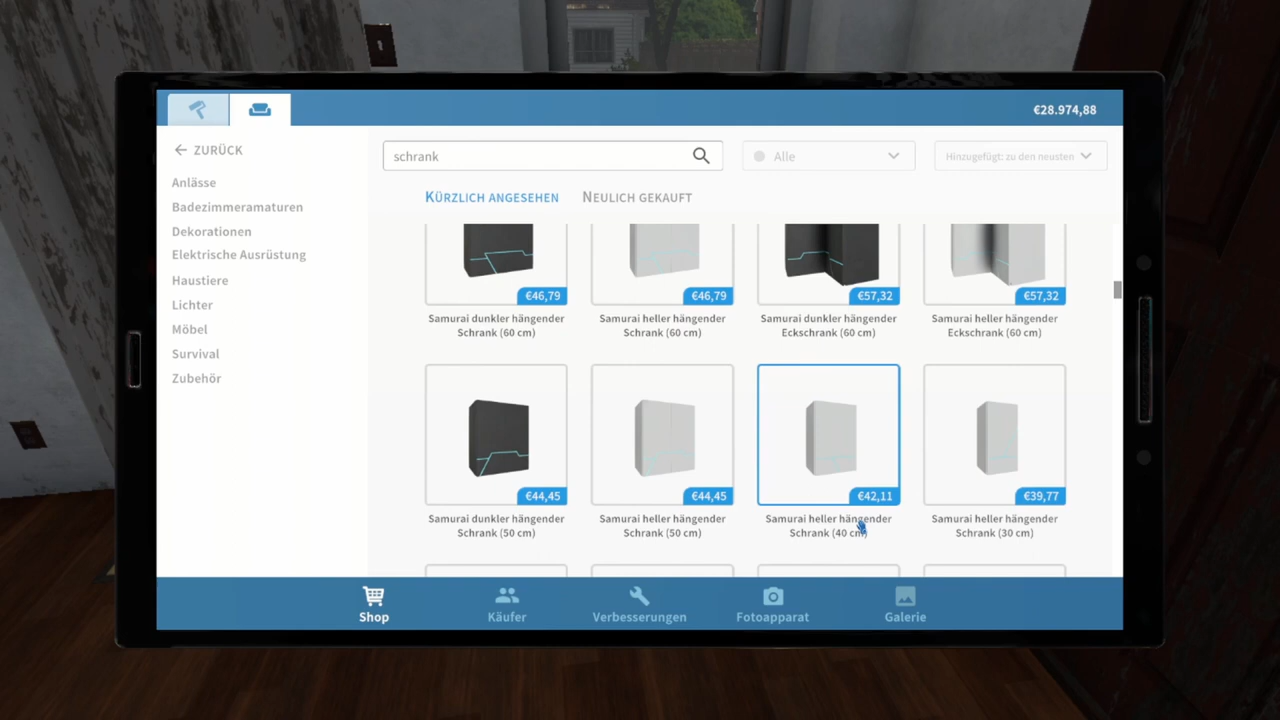 €28.974,88
ZURÜCK
schrank
Alle
Hinzugefügt: zu den neusten
Anlässe
Badezimmeramaturen
Dekorationen
Elektrische Ausrüstung
Haustiere
Lichter
Möbel
Survival
Zubehör
KÜRZLICH ANGESEHEN
NEULICH GEKAUFT
€46,79
€46,79
€57,32
€57,32
Samurai dunkler hängender
Schrank (60 cm)
Samurai heller hängender
Schrank (60 cm)
Samurai dunkler hängender
Eckschrank (60 cm)
Samurai heller hängender
Eckschrank (60 cm)
€44,45
€44,45
€42,11
€39,77
Samurai dunkler hängender
Schrank (50 cm)
Samurai heller hängender
Schrank (50 cm)
Samurai heller hängender
Schrank (40 cm)
Samurai heller hängender
Schrank (30 cm)
Shop
Käufer
Verbesserungen
Fotoapparat
Galerie